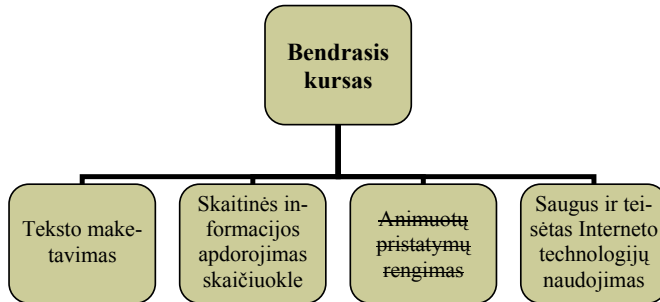 Bendrasis
kursas
Teksto make-
tavimas
Skaitinės in-
formacijos
apdorojimas
skaičiuokle
Animuotų
pristatymų
rengimas
Saugus ir tei-
sėtas Interneto
technologijų
naudojimas